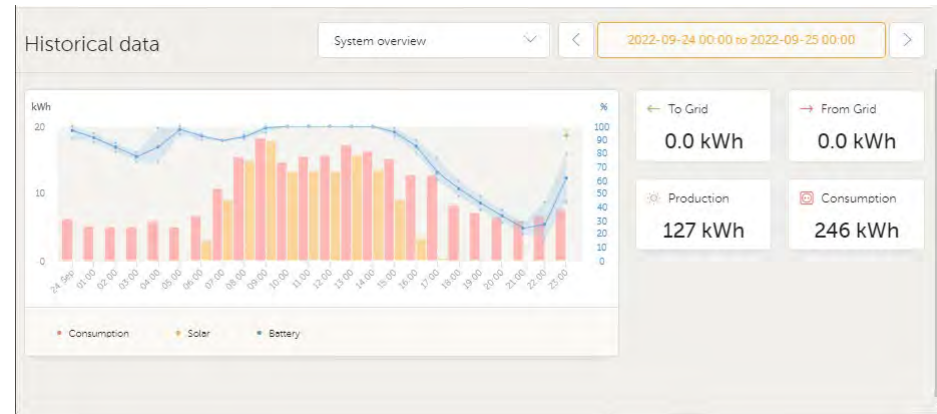 Historical data
System overview
2022-09-24 00:00 to 2022-09-25 00:00
kWh
%
20
10
-0
100
90
80
70
60
50
40
30
20
10
0
24 Sep
01:00
02:00
03:00
04:00
05:00
06:00
07:00
08:00
09:00
10:00
11:00
12:00
13:00
14:00
15:00
16:00
17:00
18:00
19:00
20:00
21:00
22:00
23:00
Consumption
Solar
Battery
To Grid
0.0 kWh
From Grid
0.0 kWh
Production
127 kWh
Consumption
246 kWh